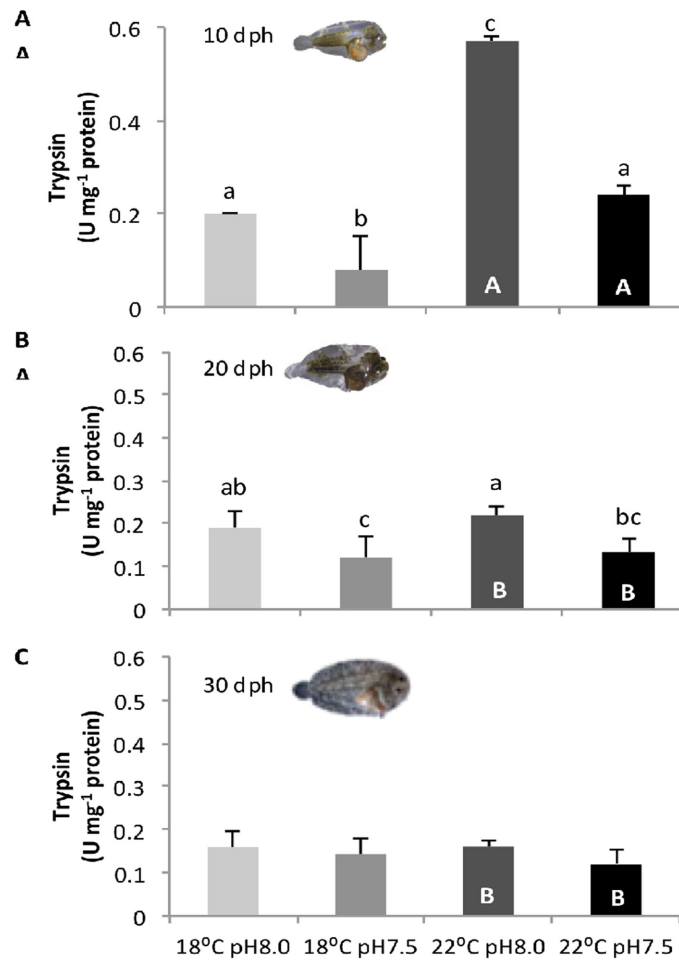 A
A
Trypsin
(U mg-1 protein)
0.6
0.4
0.2
0
10 dph
a
b
c
a
A
A
B
A
Trypsin
(U mg-1 protein)
0.6
0.5
0.4
0.3
0.2
0.1
0
20 dph
ab
c
a
bc
B
B
C
Trypsin
(U mg-1 protein)
0.6
0.5
0.4
0.3
0.2
0.1
0
30 dph
B
B
18°C pH8.0 18°C pH7.5 22°C pH8.0 22°C pH7.5